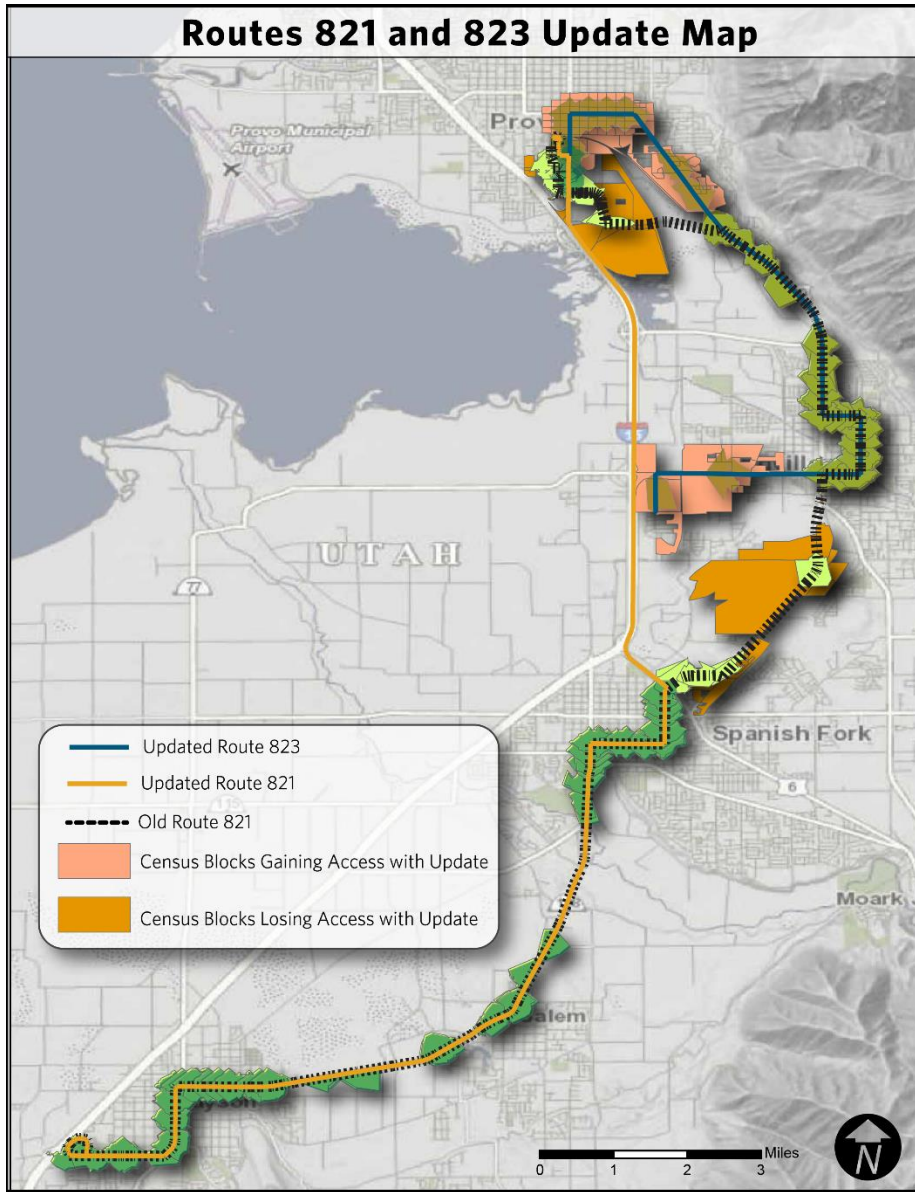 Routes 821 and 823 Update Map
Provo Municipal
Airport
UTAH
77
Spanish Fork
6
Moark
Updated Route 823
Updated Route 821
Old Route 821
Census Blocks Gaining Access with Update
Census Blocks Losing Access with Update
Miles
0 1 2 3
N